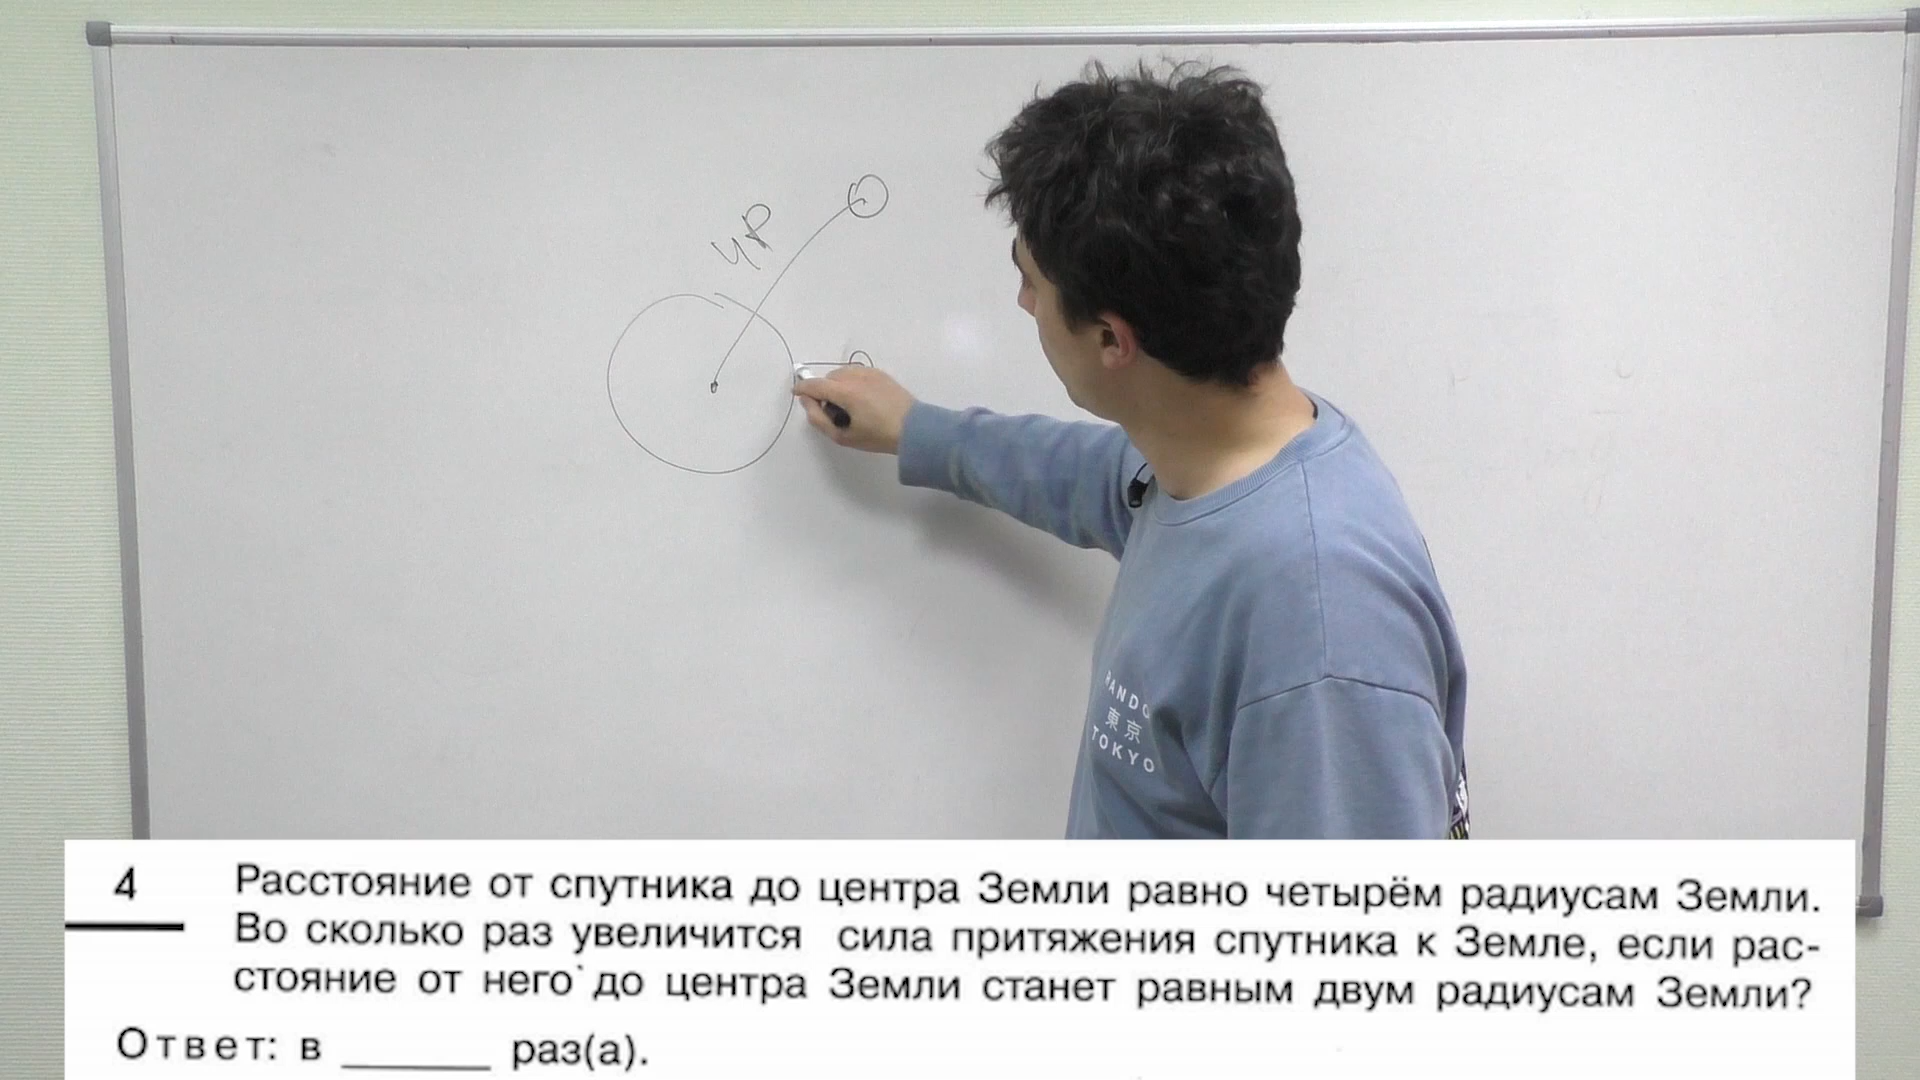 4R
RANDO
東京
TOKYO
4 Расстояние от спутника до центра Земли равно четырём радиусам Земли.
Во сколько раз увеличится сила притяжения спутника к Земле, если рас-
стояние от него до центра Земли станет равным двум радиусам Земли?
Ответ: в ______ раз(а).